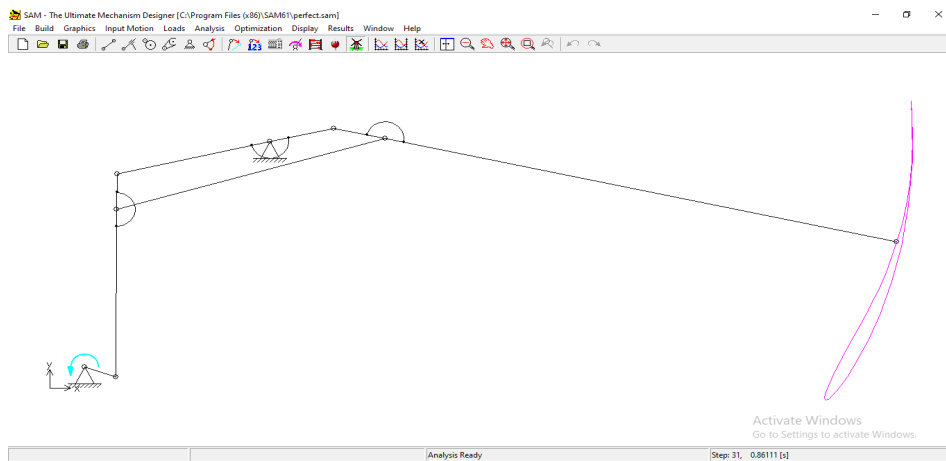 SAM - The Ultimate Mechanism Designer [C:\Program Files (x86)\SAM61\perfect.sam]
File Build Graphics Input Motion Loads Analysis Optimization Display Results Window Help
123
Y
X
Activate Windows
Go to Settings to activate Windows.
Analysis Ready
Step: 31, 0.86111 [s]